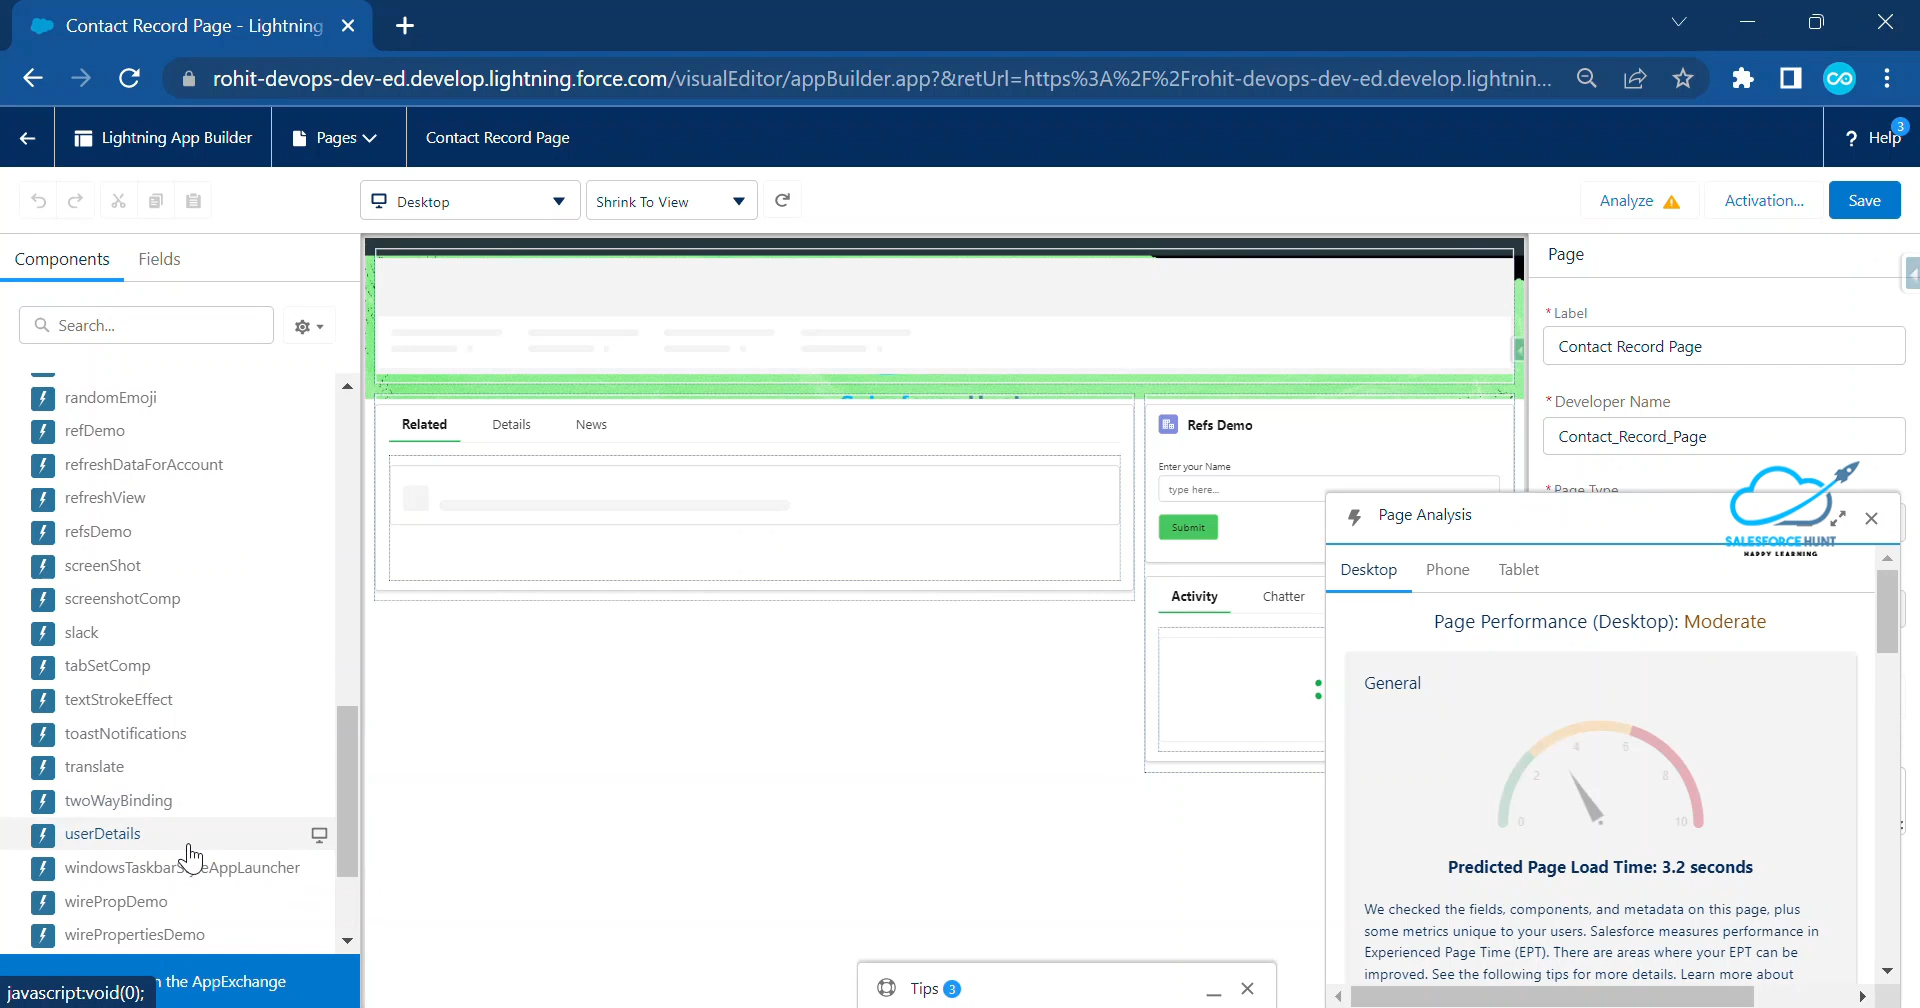 Contact Record Page - Lightning
rohit-devops-dev-ed.develop.lightning.force.com/visualEditor/appBuilder.app?&retUrl=https%3A%2F%2Frohit-devops-dev-ed.develop.lightnin...
Lightning App Builder
Pages
Contact Record Page
? Help
3
Desktop
Shrink To View
Analyze
Activation...
Save
Components
Fields
Search...
randomEmoji
refDemo
refreshDataForAccount
refreshView
refsDemo
screenShot
screenshotComp
slack
tabSetComp
textStrokeEffect
toastNotifications
translate
twoWayBinding
userDetails
wirePropDemo
wirePropertiesDemo
the AppExchange
javascript:void(0);
Related
Details
News
Refs Demo
Enter your Name
type here...
Submit
Activity
Chatter
Tips 3
Page
* Label
Contact Record Page
* Developer Name
Contact_Record_Page
* Page Type
SALESFORCE HUNT
HAPPY LEARNING
Page Analysis
Desktop
Phone
Tablet
Page Performance (Desktop): Moderate
General
0
2
4
6
8
10
Predicted Page Load Time: 3.2 seconds
We checked the fields, components, and metadata on this page, plus
some metrics unique to your users. Salesforce measures performance in
Experienced Page Time (EPT). There are areas where your EPT can be
improved. See the following tips for more details. Learn more about